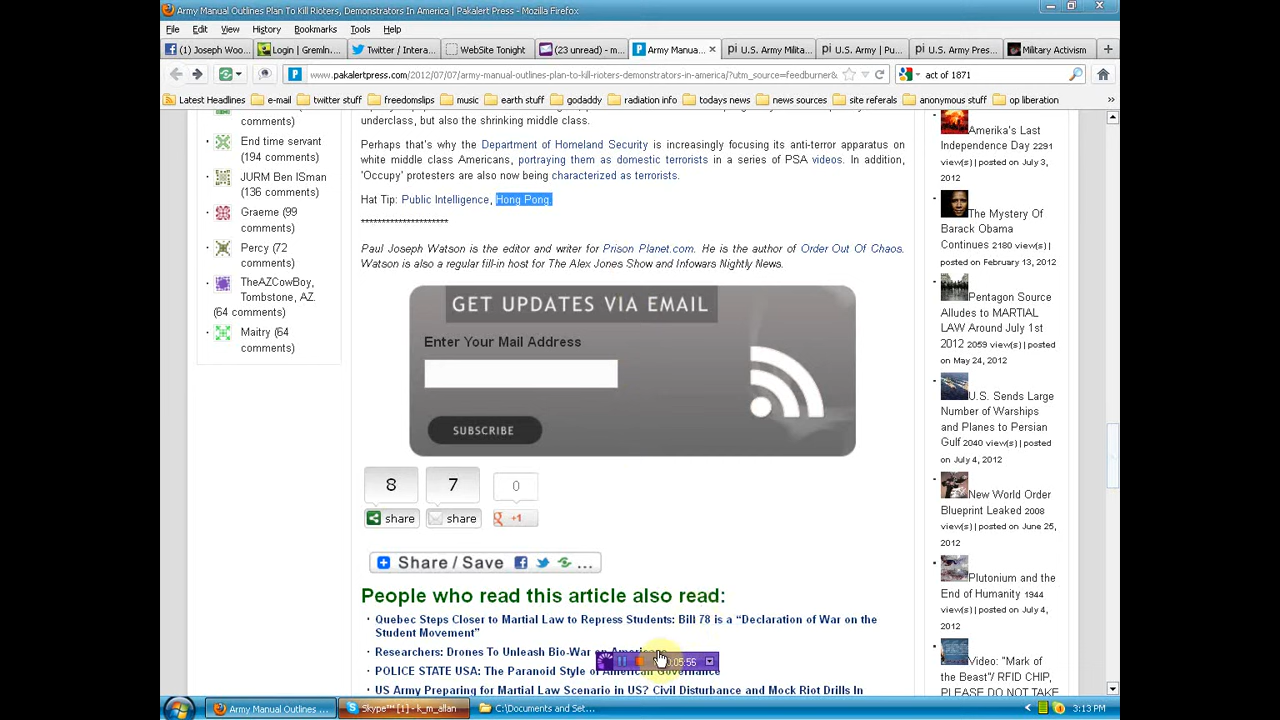 Army Manual Outlines Plan To Kill Rioters, Demonstrators In America | Pakalert Press - Mozilla Firefox
File Edit View History Bookmarks Tools Help
(1) Joseph Woo... Login | GremIn... Twitter / Intera... WebSite Tonight (23 unread) - m... Army Manua... × U.S. Army Milita... U.S. Army | Pu... U.S. Army Pres... Military Activism
www.pakalertpress.com/2012/07/07/army-manual-outlines-plan-to-kill-rioters-demonstrators-in-america/?utm_source=feedburner& act of 1871
Latest Headlines e-mail twitter stuff freedomslips music earth stuff godaddy radiation info todays news news sources site referals anonymous stuff op liberation »
comments)
End time servant
(194 comments)
JURM Ben ISman
(136 comments)
Graeme (99
comments)
Percy (72
comments)
TheAZCowBoy,
Tombstone, AZ.
(64 comments)
Maitry (64
comments)
underclass, but also the shrinking middle class.
Perhaps that's why the Department of Homeland Security is increasingly focusing its anti-terror apparatus on
white middle class Americans, portraying them as domestic terrorists in a series of PSA videos. In addition,
'Occupy' protesters are also now being characterized as terrorists.
Hat Tip: Public Intelligence, Hong Pong.
*********************
Paul Joseph Watson is the editor and writer for Prison Planet.com. He is the author of Order Out Of Chaos.
Watson is also a regular fill-in host for The Alex Jones Show and Infowars Nightly News.
GET UPDATES VIA EMAIL
Enter Your Mail Address
SUBSCRIBE
8 7 0
share share +1
Share / Save ...
People who read this article also read:
Quebec Steps Closer to Martial Law to Repress Students: Bill 78 is a “Declaration of War on the
Student Movement”
Researchers: Drones To Unleash Bio-War on Americans
POLICE STATE USA: The Paranoid Style of American Governance
US Army Preparing for Martial Law Scenario in US? Civil Disturbance and Mock Riot Drills In
Amerika's Last
Independence Day 2291
view(s) | posted on July 3,
2012
The Mystery Of
Barack Obama
Continues 2180 view(s) |
posted on February 13, 2012
Pentagon Source
Alludes to MARTIAL
LAW Around July 1st
2012 2059 view(s) | posted
on May 24, 2012
U.S. Sends Large
Number of Warships
and Planes to Persian
Gulf 2040 view(s) | posted
on July 4, 2012
New World Order
Blueprint Leaked 2008
view(s) | posted on June 25,
2012
Plutonium and the
End of Humanity 1944
view(s) | posted on July 4,
2012
Video: "Mark of
the Beast"/ RFID CHIP,
PLEASE DO NOT TAKE
Army Manual Outlines ... Skype™ [1] - k_m_allan C:\Documents and Set... 3:13 PM